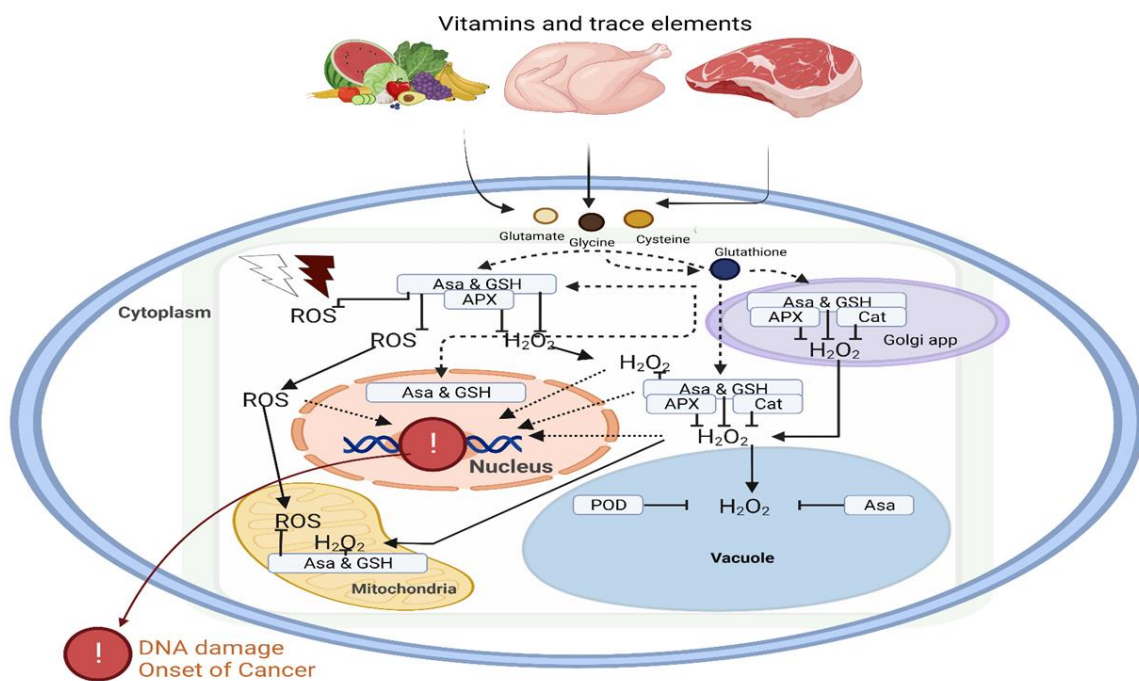 Vitamins and trace elements
Glutamate
Glycine
Cysteine
Glutathione
Cytoplasm
ROS
Asa & GSH
APX
ROS
H₂O₂
Asa & GSH
APX
Cat
H₂O₂
Golgi app
H₂O₂
Asa & GSH
APX
Cat
H₂O₂
ROS
Asa & GSH
!
Nucleus
ROS
H₂O₂
Asa & GSH
Mitochondria
POD
H₂O₂
Asa
Vacuole
!
DNA damage
Onset of Cancer